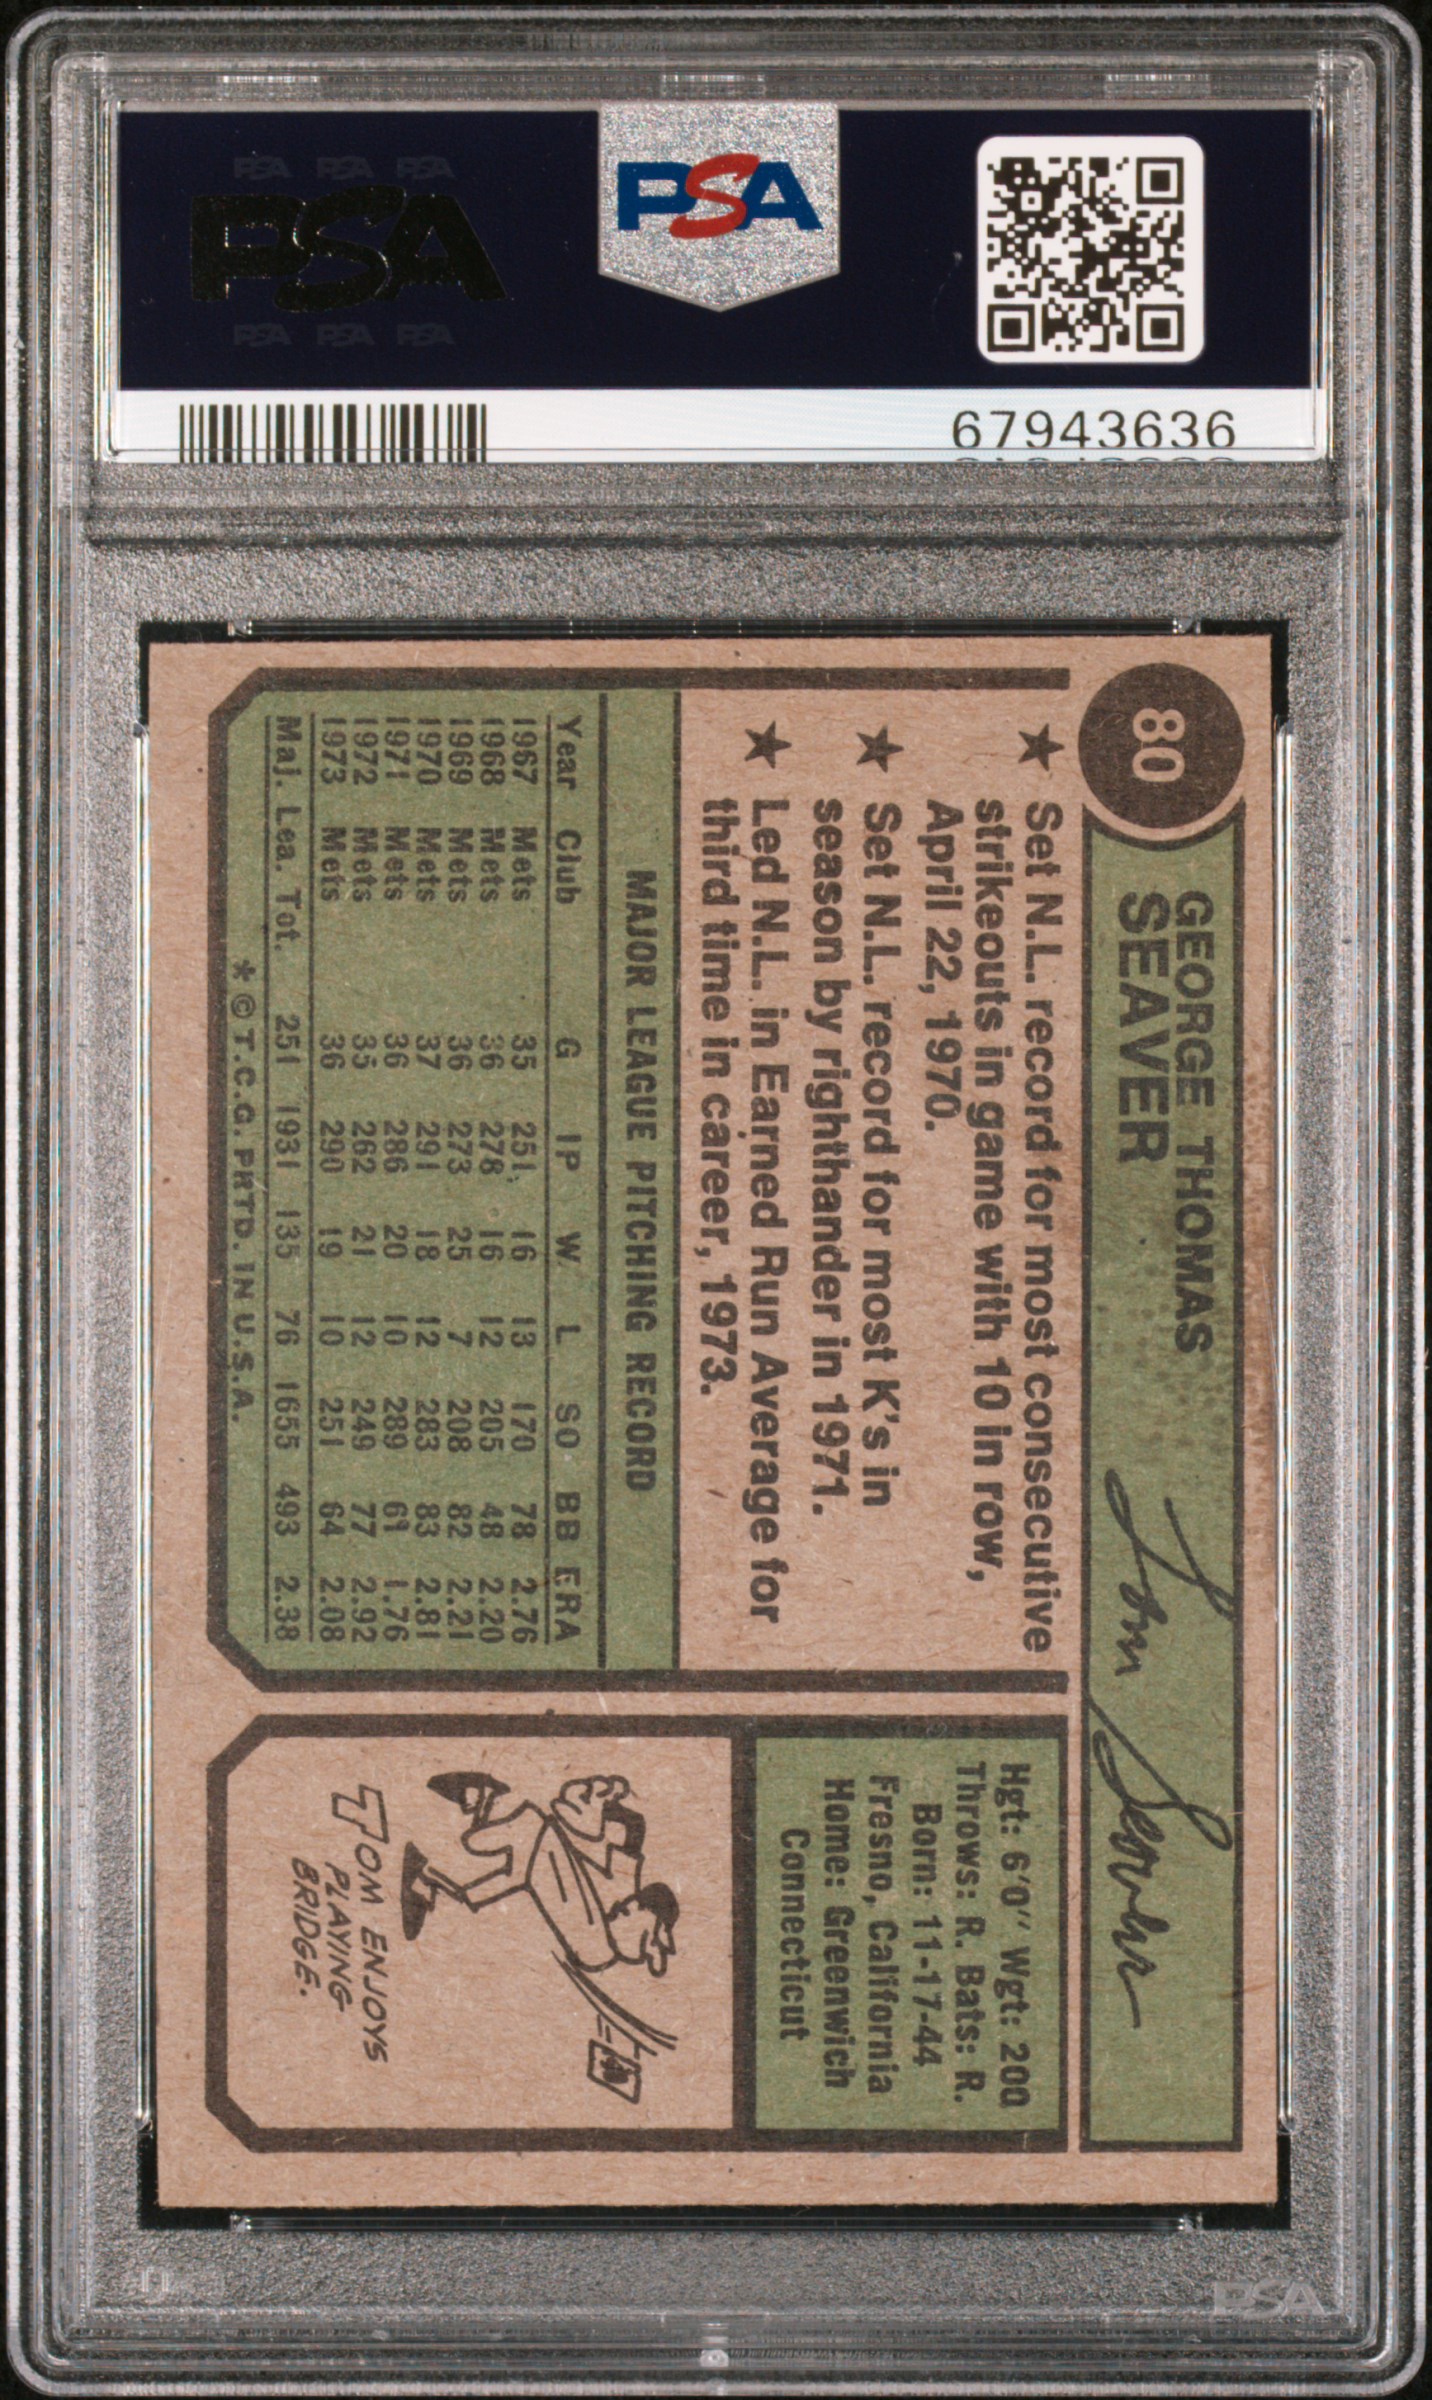 PSA PSA PSA
PSA
PSA PSA PSA
PSA
67943636
80
GEORGE THOMAS
SEAVER
Tom Seaver
★ Set N.L. record for most consecutive
strikeouts in game with 10 in row,
April 22, 1970.
★ Set N.L. record for most K's in
season by righthander in 1971.
★ Led N.L. in Earned Run Average for
third time in career, 1973.
MAJOR LEAGUE PITCHING RECORD
Year Club G IP W L SO BB ERA
1967 Mets 35 251 16 13 170 78 2.76
1968 Mets 36 278 16 12 205 48 2.20
1969 Mets 36 273 25 7 208 82 2.21
1970 Mets 37 291 18 12 283 83 2.81
1971 Mets 36 286 20 10 289 61 1.76
1972 Mets 35 262 21 12 249 77 2.92
1973 Mets 36 290 19 10 251 64 2.08
Maj. Lea. Tot. 251 1931 135 76 1655 493 2.38
* © T.C.G. PRTD. IN U.S.A.
Hgt: 6'0" Wgt: 200
Throws: R. Bats: R.
Born: 11-17-44
Fresno, California
Home: Greenwich
Connecticut
TOM ENJOYS
PLAYING
BRIDGE.
PSA